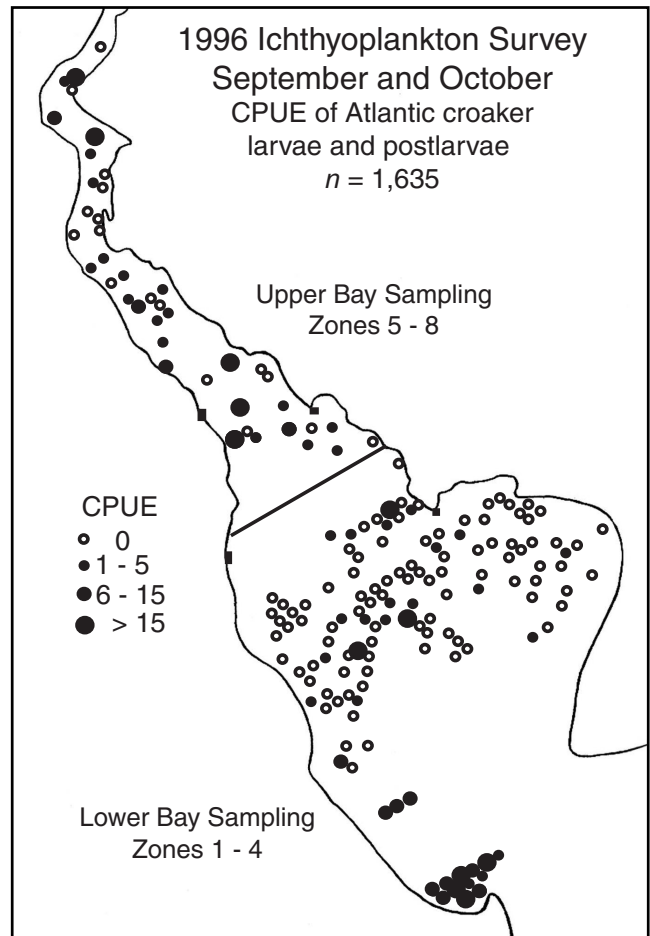 1996 Ichthyoplankton Survey
September and October
CPUE of Atlantic croaker
larvae and postlarvae
n = 1,635
Upper Bay Sampling
Zones 5 - 8
CPUE
0
1 - 5
6 - 15
> 15
Lower Bay Sampling
Zones 1 - 4